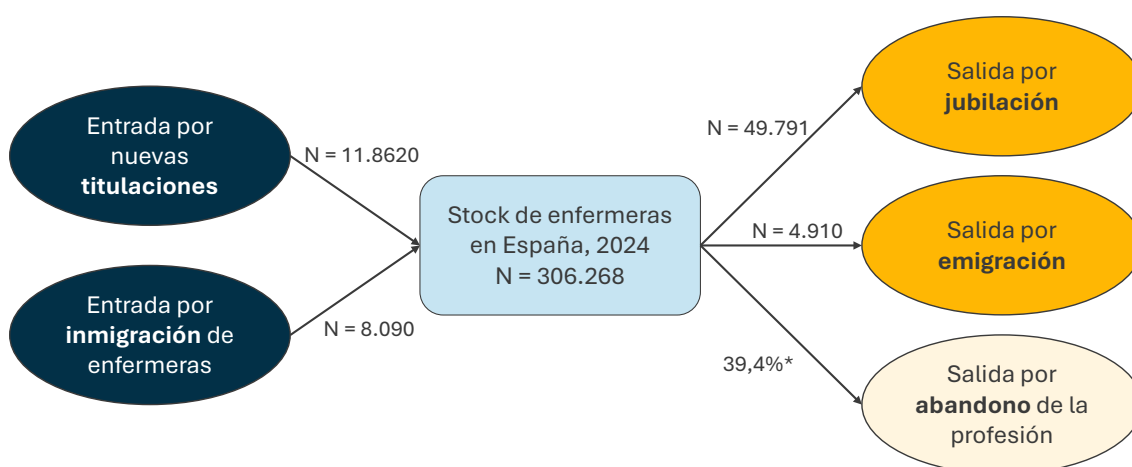 Entrada por
nuevas
titulaciones
N = 11.8620
Entrada por
inmigración de
enfermeras
N = 8.090
Stock de enfermeras
en España, 2024
N = 306.268
N = 49.791
Salida por
jubilación
N = 4.910
Salida por
emigración
39,4%*
Salida por
abandono de la
profesión